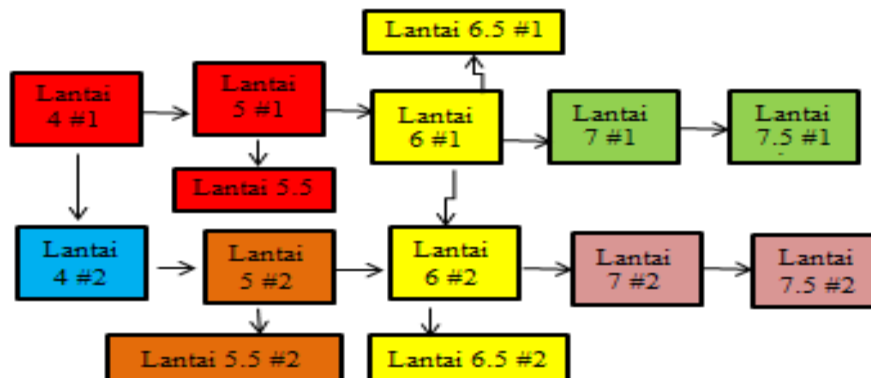 Lantai 6.5 #1
Lantai
4 #1
Lantai
5 #1
Lantai
6 #1
Lantai
7 #1
Lantai
7.5 #1
Lantai 5.5
Lantai
4 #2
Lantai
5 #2
Lantai
6 #2
Lantai
7 #2
Lantai
7.5 #2
Lantai 5.5 #2
Lantai 6.5 #2